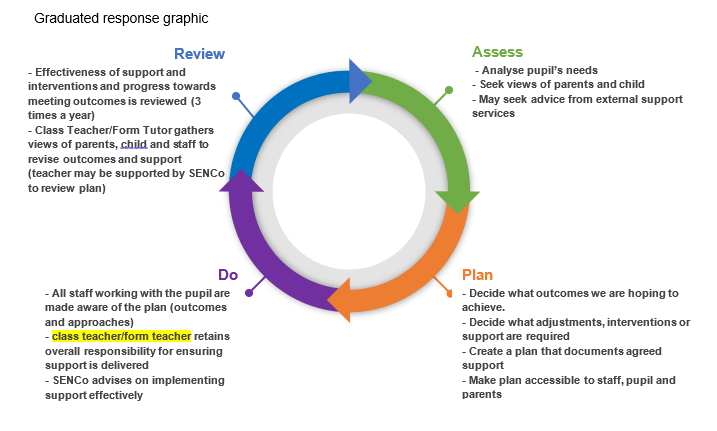 Graduated response graphic
Review
- Effectiveness of support and
interventions and progress towards
meeting outcomes is reviewed (3
times a year)
- Class Teacher/Form Tutor gathers
views of parents, child and staff to
revise outcomes and support
(teacher may be supported by SENCo
to review plan)
Assess
- Analyse pupil's needs
- Seek views of parents and child
- May seek advice from external support
services
Do
- All staff working with the pupil are
made aware of the plan (outcomes
and approaches)
- class teacher/form teacher retains
overall responsibility for ensuring
support is delivered
- SENCo advises on implementing
support effectively
Plan
- Decide what outcomes we are hoping to
achieve.
- Decide what adjustments, interventions or
support are required
- Create a plan that documents agreed
support
- Make plan accessible to staff, pupil and
parents